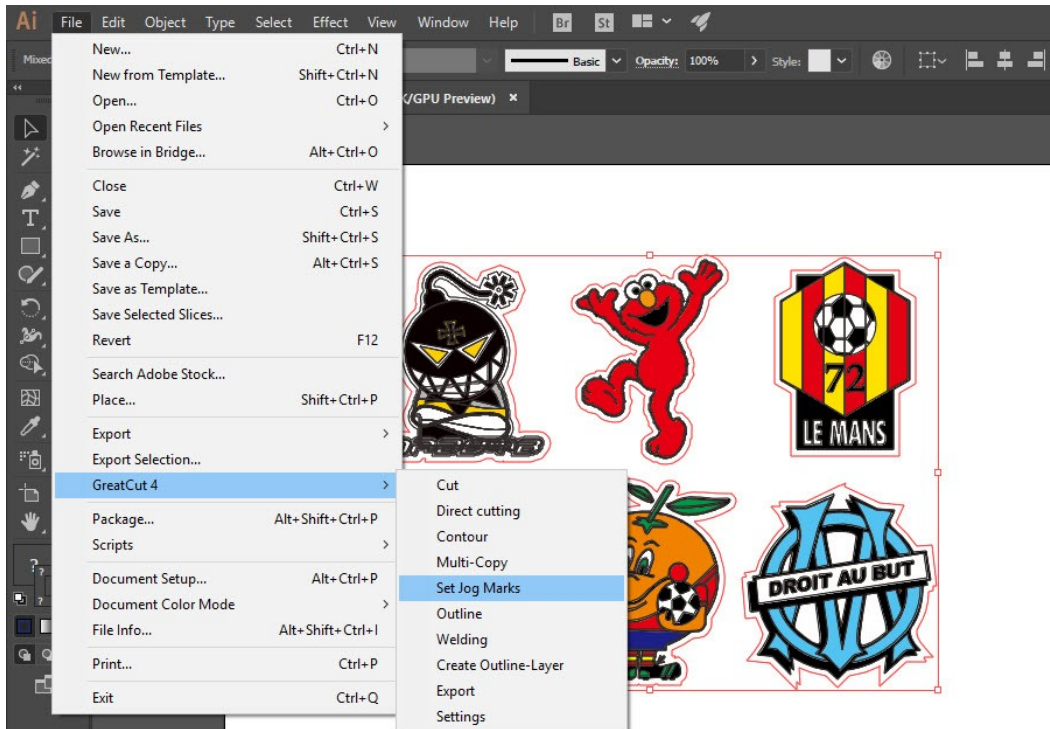 Ai File Edit Object Type Select Effect View Window Help Br St
Mixed Basic Opacity: 100% Style:
/GPU Preview) ×
New... Ctrl+N
New from Template... Shift+Ctrl+N
Open... Ctrl+O
Open Recent Files
Browse in Bridge... Alt+Ctrl+O
Close Ctrl+W
Save Ctrl+S
Save As... Shift+Ctrl+S
Save a Copy... Alt+Ctrl+S
Save as Template...
Save Selected Slices...
Revert F12
Search Adobe Stock...
Place... Shift+Ctrl+P
Export
Export Selection...
GreatCut 4
Package... Alt+Shift+Ctrl+P
Scripts
Document Setup... Alt+Ctrl+P
Document Color Mode
File Info... Alt+Shift+Ctrl+I
Print... Ctrl+P
Exit Ctrl+Q
Cut
Direct cutting
Contour
Multi-Copy
Set Jog Marks
Outline
Welding
Create Outline-Layer
Export
Settings
72
LE MANS
DROIT AU BUT